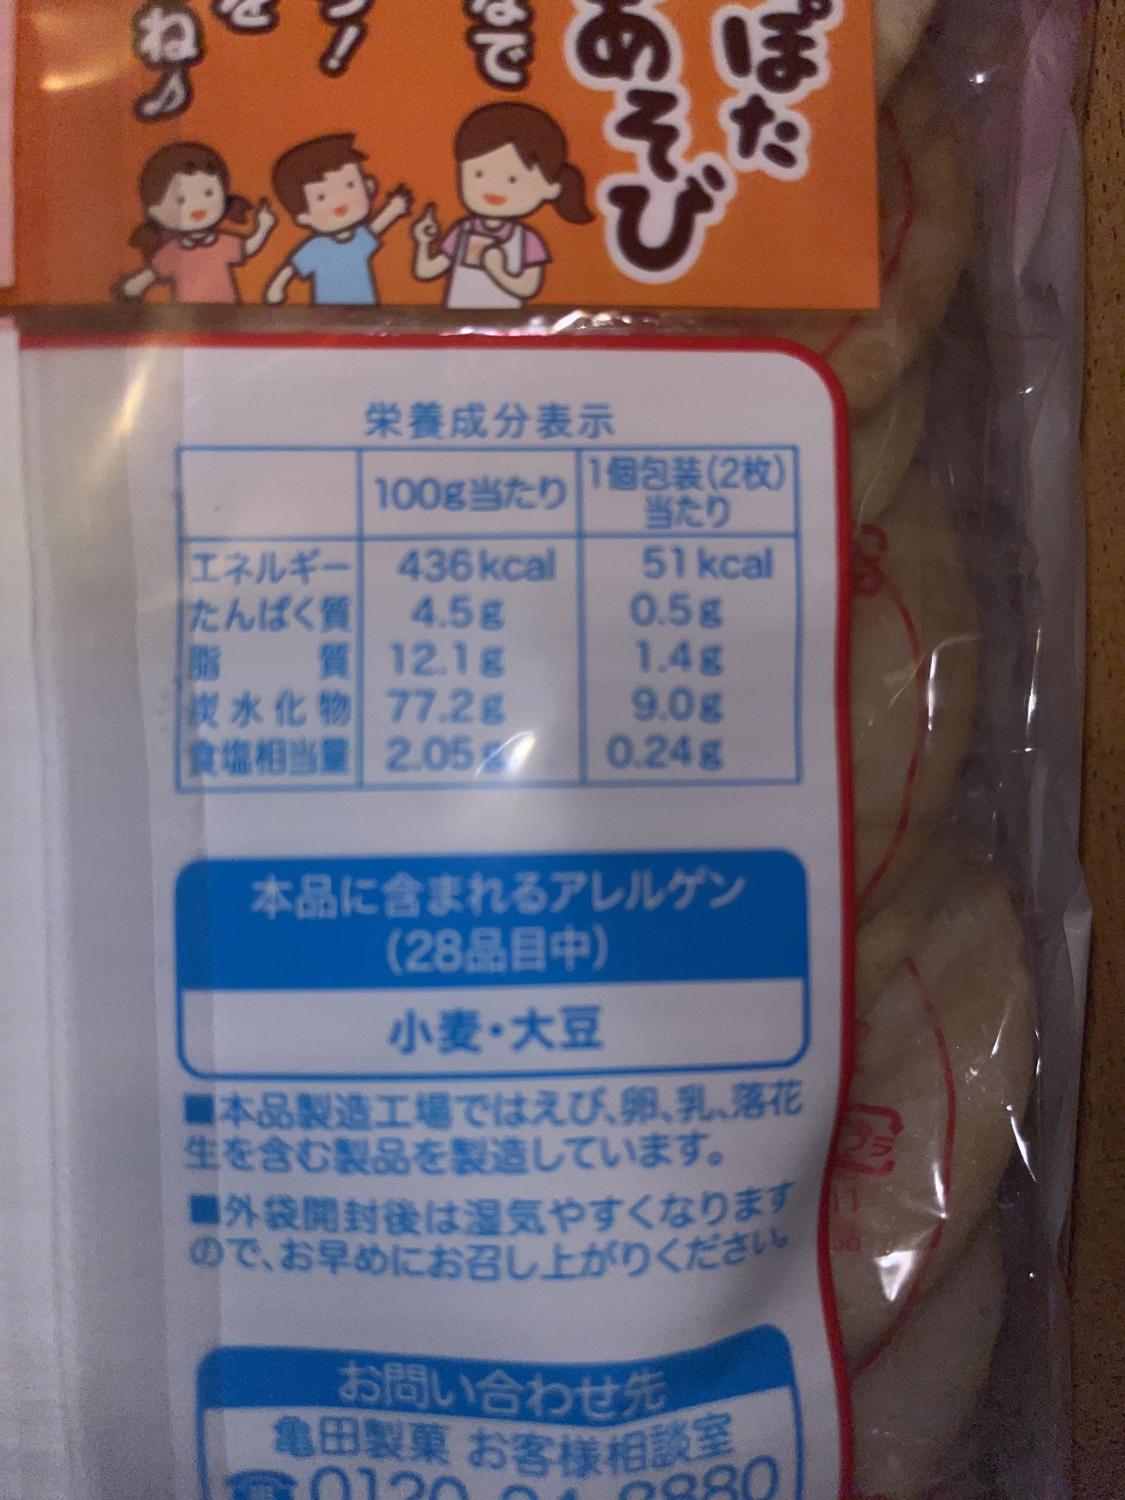 ぽた
あそび
なで
を
ね♪
栄養成分表示
100g当たり 1個包装(2枚)当たり
エネルギー 436kcal 51kcal
たんぱく質 4.5g 0.5g
脂質 12.1g 1.4g
炭水化物 77.2g 9.0g
食塩相当量 2.05g 0.24g
本品に含まれるアレルゲン
(28品目中)
小麦・大豆
■本品製造工場ではえび、卵、乳、落花
生を含む製品を製造しています。
■外袋開封後は湿気やすくなります
ので、お早めにお召し上がりください。
お問い合わせ先
亀田製菓 お客様相談室
プラ